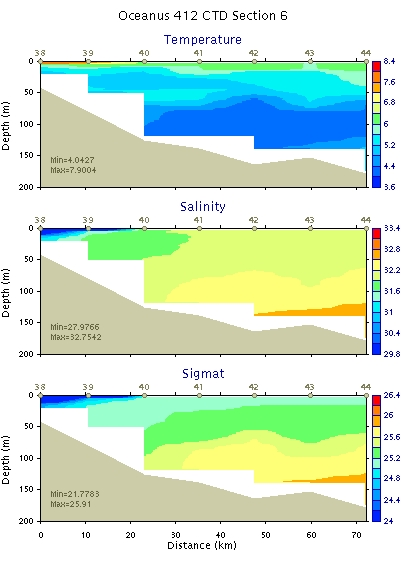 Oceanus 412 CTD Section 6
Temperature
38 39 40 41 42 43 44
0
50
100
150
200
Depth (m)
Min=4.0427
Max=7.9004
8.4
7.6
6.8
6
5.2
4.4
3.6
Salinity
38 39 40 41 42 43 44
0
50
100
150
200
Depth (m)
Min=27.9766
Max=32.7542
33.4
32.8
32.2
31.6
31
30.4
29.8
Sigmat
38 39 40 41 42 43 44
0
50
100
150
200
Depth (m)
Min=21.7783
Max=25.91
26.4
25.6
25.2
24.8
24.4
24
0 10 20 30 40 50 60 70
Distance (km)